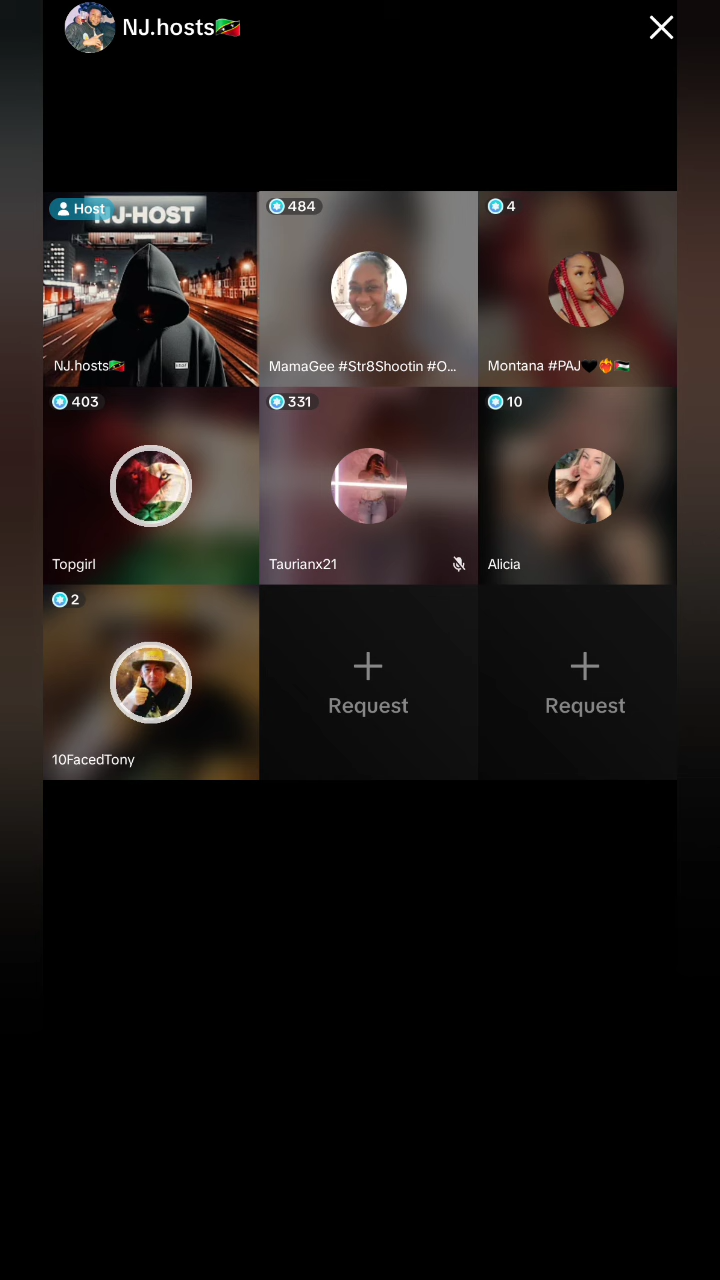 NJ.hosts🇰🇳
Host
NJ-HOST
NJ.hosts🇰🇳
484
MamaGee #Str8Shootin #O...
4
Montana #PAJ🖤❤️‍🔥🇵🇸
403
Topgirl
331
Taurianx21
10
Alicia
2
10FacedTony
Request
Request